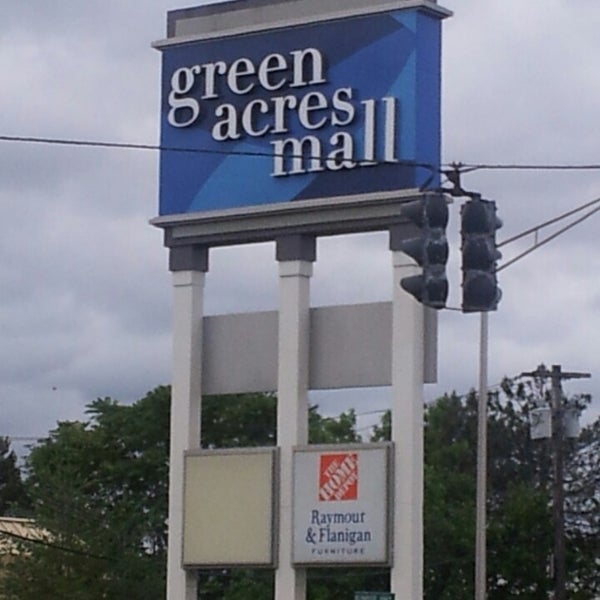 green
acres
mall
THE
HOME
DEPOT
Raymour
& Flanigan
FURNITURE